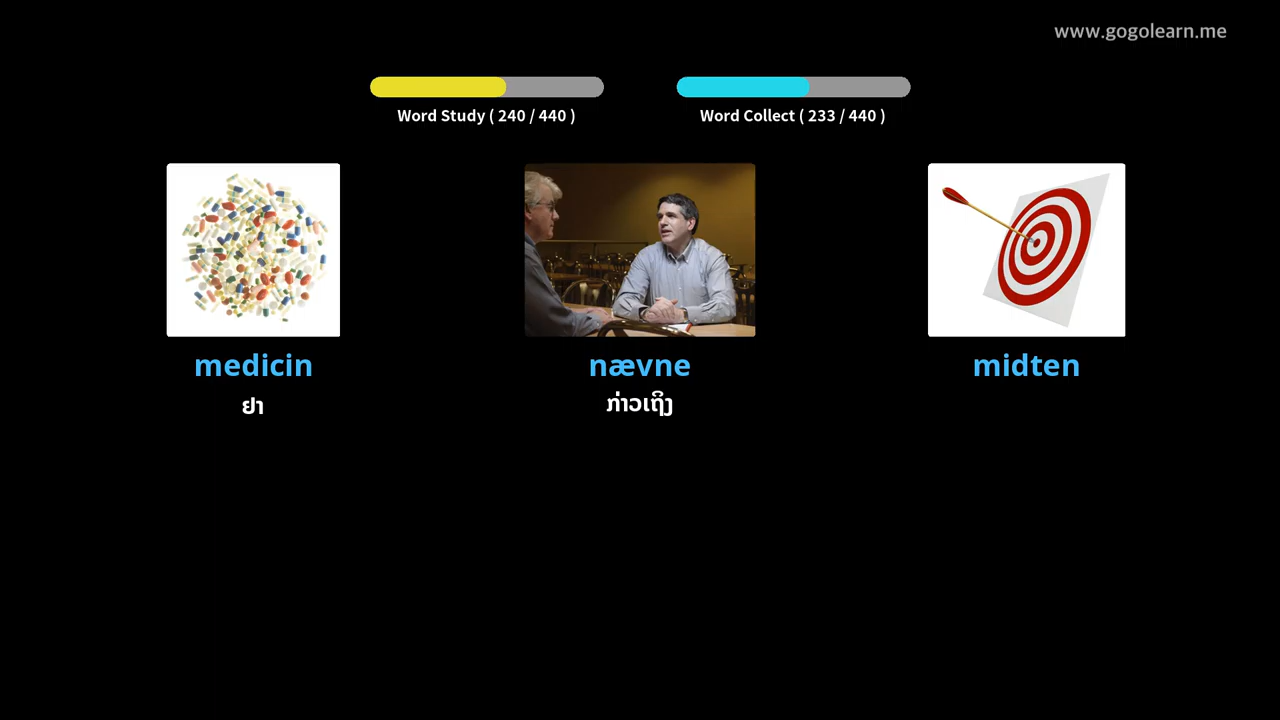 www.gogolearn.me
Word Study ( 240 / 440 )
Word Collect ( 233 / 440 )
medicin
ຢາ
nævne
ກ່າວເຖິງ
midten